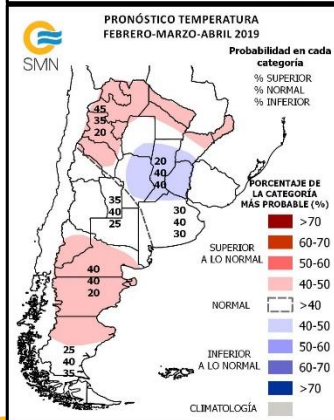 PRONÓSTICO TEMPERATURA
FEBRERO-MARZO-ABRIL 2019
SMN
Probabilidad en cada
categoría
% SUPERIOR
% NORMAL
% INFERIOR
45
35
20
20
40
40
35
40
25
30
40
30
40
40
20
25
40
35
PORCENTAJE DE
LA CATEGORÍA
MÁS PROBABLE (%)
SUPERIOR
A LO NORMAL
>70
60-70
50-60
40-50
NORMAL
>40
INFERIOR
A LO NORMAL
40-50
50-60
60-70
>70
CLIMATOLOGÍA